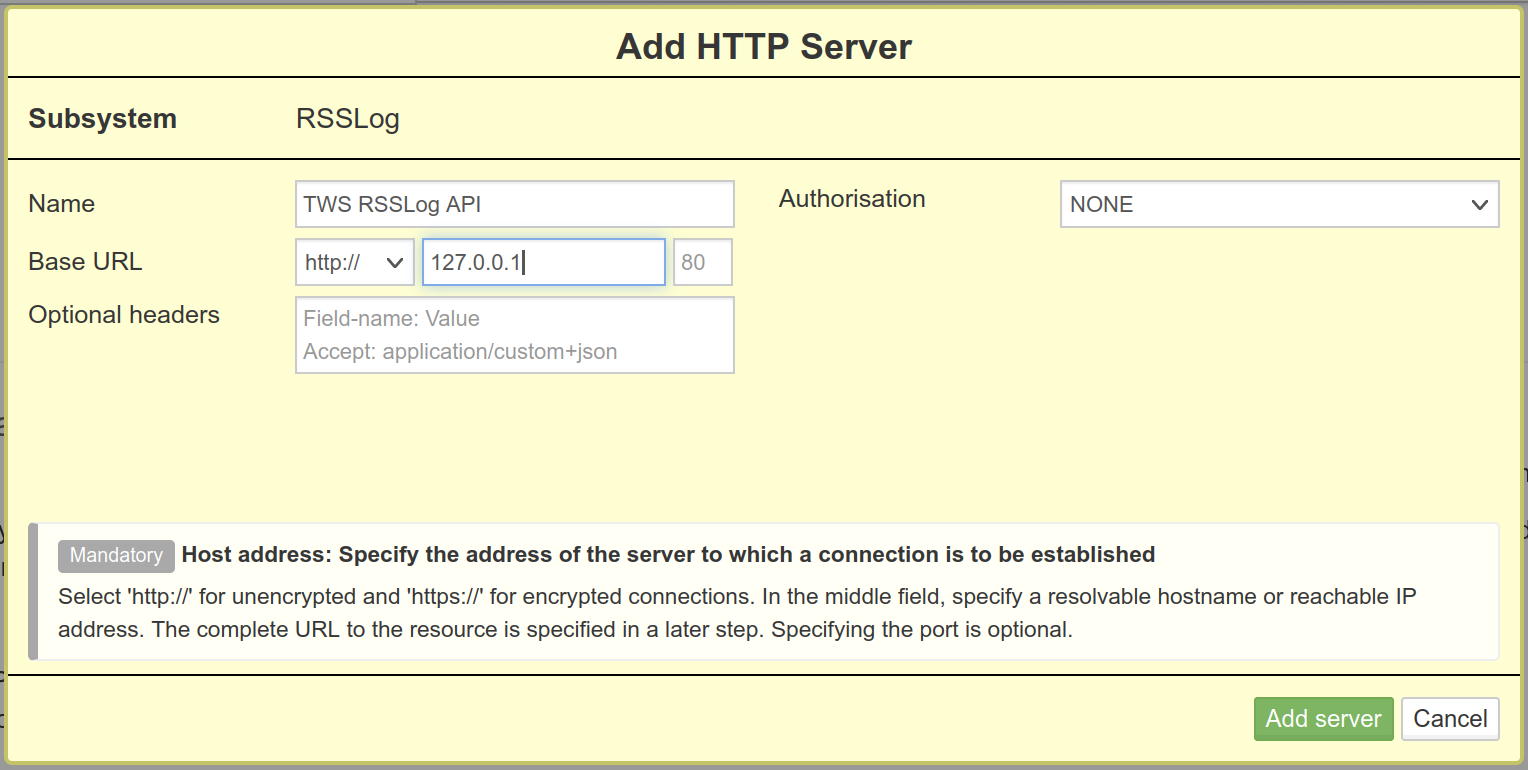 Add HTTP Server
Subsystem RSSLog
Name TWS RSSLog API Authorisation NONE
Base URL http:// 127.0.0.1 80
Optional headers Field-name: Value
Accept: application/custom+json
Mandatory Host address: Specify the address of the server to which a connection is to be established
Select 'http://' for unencrypted and 'https://' for encrypted connections. In the middle field, specify a resolvable hostname or reachable IP
address. The complete URL to the resource is specified in a later step. Specifying the port is optional.
Add server Cancel